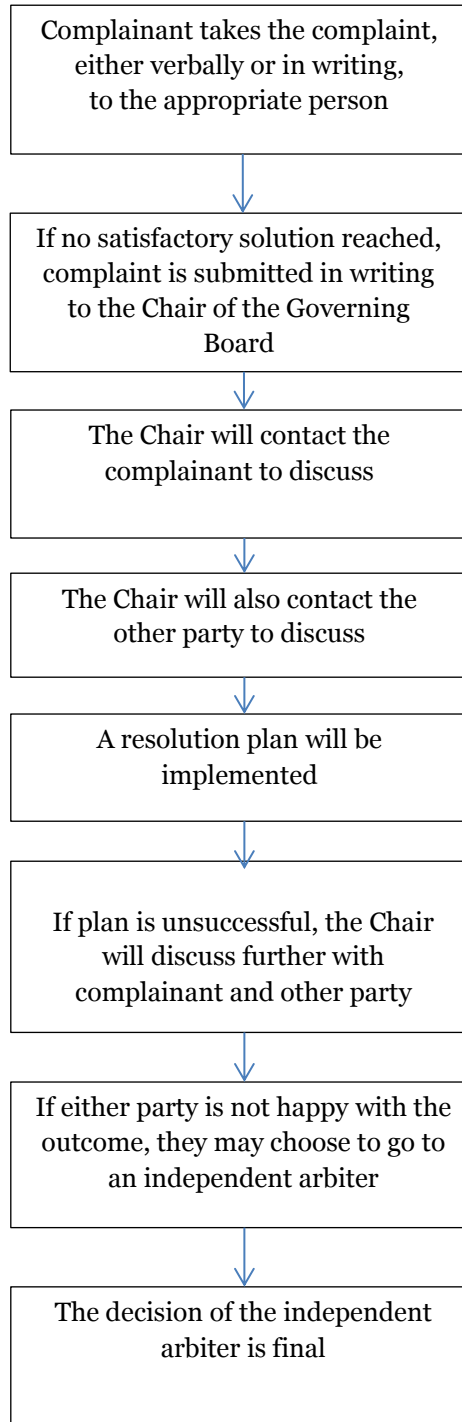 Complainant takes the complaint,
either verbally or in writing,
to the appropriate person
If no satisfactory solution reached,
complaint is submitted in writing
to the Chair of the Governing
Board
The Chair will contact the
complainant to discuss
The Chair will also contact the
other party to discuss
A resolution plan will be
implemented
If plan is unsuccessful, the Chair
will discuss further with
complainant and other party
If either party is not happy with the
outcome, they may choose to go to
an independent arbiter
The decision of the independent
arbiter is final